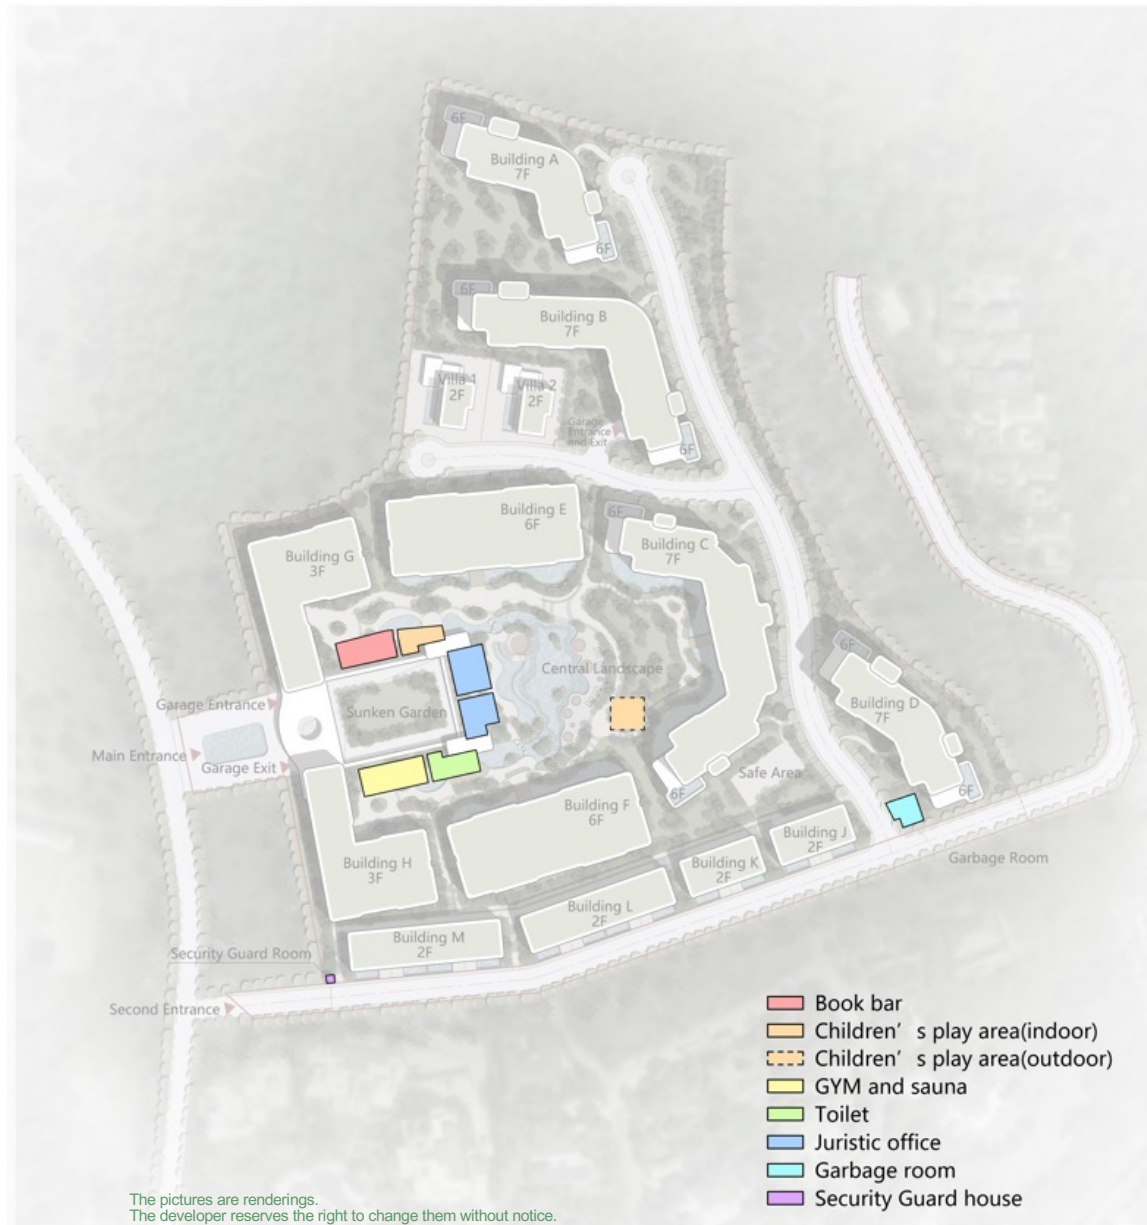 6F
Building A
7F
6F
6F
Building B
7F
Villa 1
2F
Villa 2
2F
Garage
Entrance
and Exit
6F
Building E
6F
6F
Building C
7F
Building G
3F
6F
Central Landscape
Building D
7F
Garage Entrance
Sunken Garden
Main Entrance
Garage Exit
Safe Area
6F
6F
Building F
6F
Building J
2F
Building K
2F
Garbage Room
Building H
3F
Building L
2F
Building M
2F
Security Guard Room
Second Entrance
Book bar
Children’ s play area(indoor)
Children’ s play area(outdoor)
GYM and sauna
Toilet
Juristic office
Garbage room
Security Guard house
The pictures are renderings.
The developer reserves the right to change them without notice.